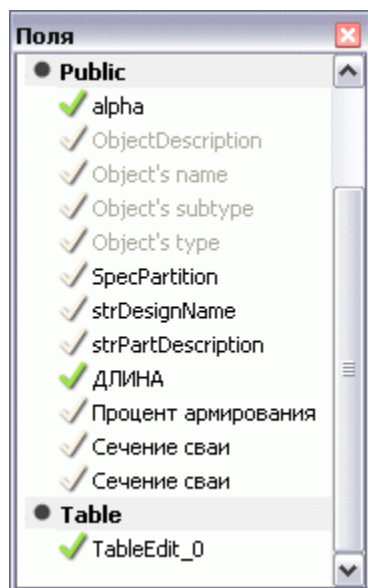 Поля
Public
alpha
ObjectDescription
Object's name
Object's subtype
Object's type
SpecPartition
strDesignName
strPartDescription
ДЛИНА
Процент армирования
Сечение сваи
Сечение сваи
Table
TableEdit_0